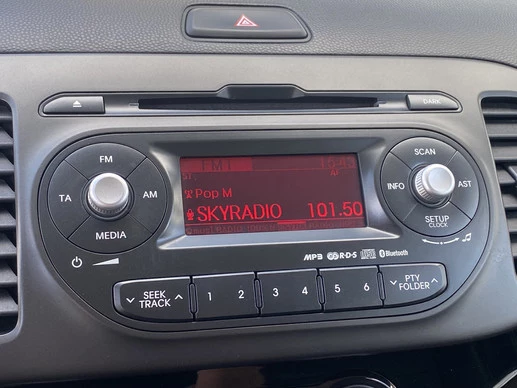 DARK
FM1
Pop M
SKYRADIO 101.50
FM
TA AM
MEDIA
SCAN
INFO AST
SETUP
CLOCK
MP3 R·D·S Bluetooth
SEEK
TRACK
1 2 3 4 5 6
PTY
FOLDER